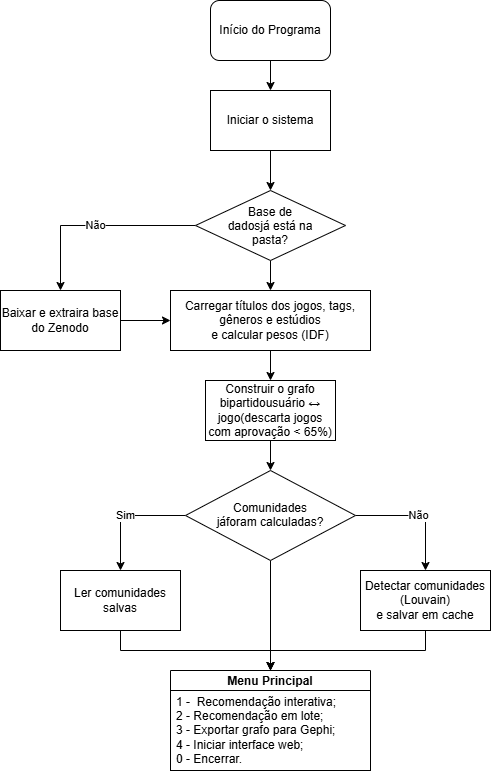 Início do Programa
Iniciar o sistema
Base de
dadosjá está na
pasta?
Não
Baixar e extraira base
do Zenodo
Carregar títulos dos jogos, tags,
gêneros e estúdios
e calcular pesos (IDF)
Construir o grafo
bipartidousuário ↔
jogo(descarta jogos
com aprovação < 65%)
Comunidades
jáforam calculadas?
Sim
Não
Ler comunidades
salvas
Detectar comunidades
(Louvain)
e salvar em cache
Menu Principal
1 -  Recomendação interativa;
2 - Recomendação em lote;
3 - Exportar grafo para Gephi;
4 - Iniciar interface web;
0 - Encerrar.